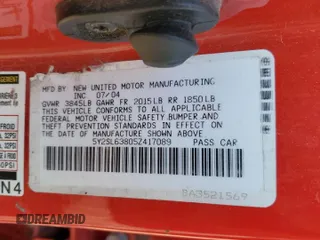 MFD BY NEW UNITED MOTOR MANUFACTURING
INC 07/04
GVWR 3845LB GAWR FR 2015LB RR 1850LB
THIS VEHICLE CONFORMS TO ALL APPLICABLE
FEDERAL MOTOR VEHICLE SAFETY,BUMPER,AND
THEFT PREVENTION STANDARDS IN EFFECT ON
THE DATE OF MANUFACTURE SHOWN ABOVE.
5Y2SL63805Z417089 PASS CAR
BA3521569
N4
DREAMBID